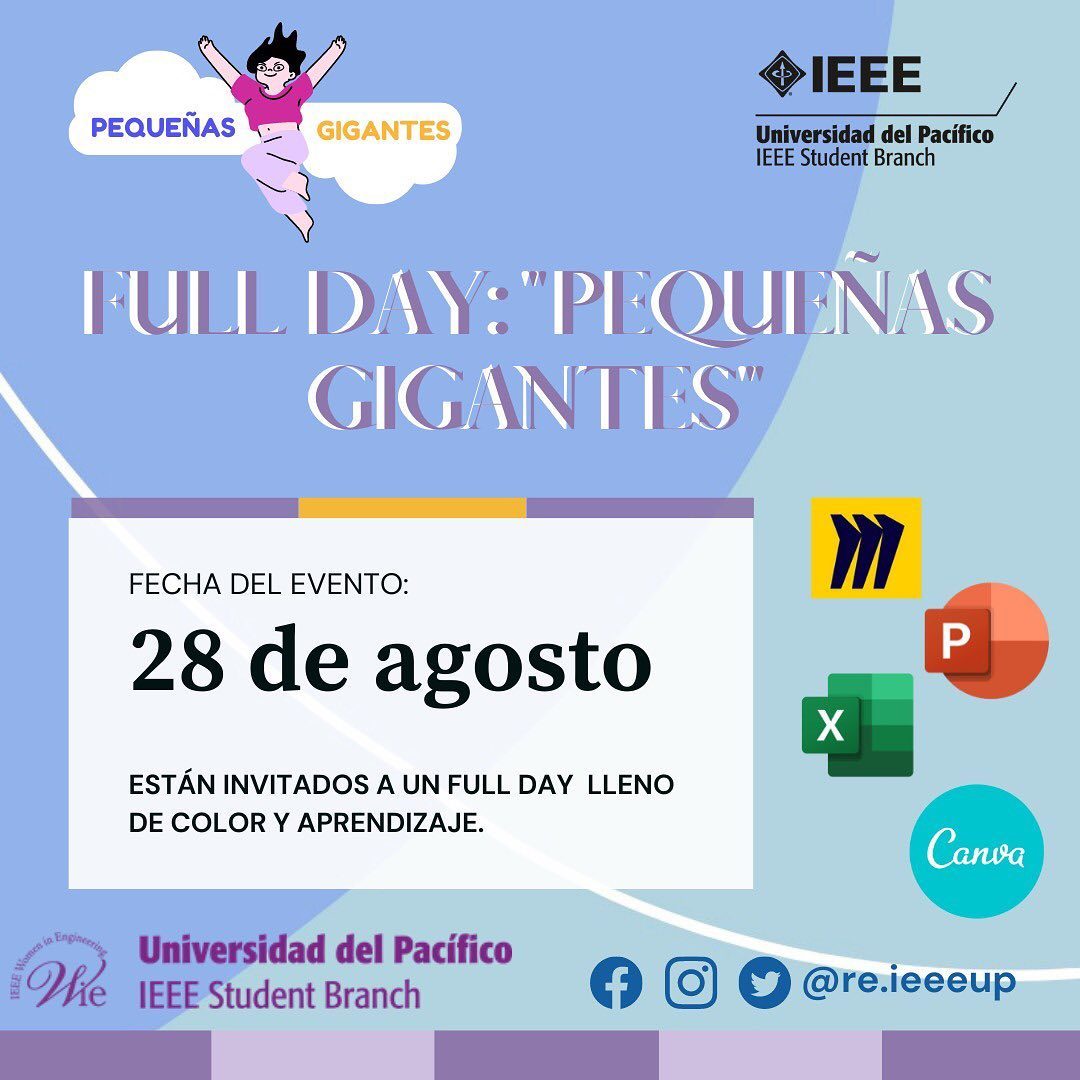 PEQUEÑAS GIGANTES
IEEE
Universidad del Pacífico
IEEE Student Branch
FULL DAY: "PEQUEÑAS
GIGANTES"
FECHA DEL EVENTO:
28 de agosto
ESTÁN INVITADOS A UN FULL DAY LLENO
DE COLOR Y APRENDIZAJE.
P
X
Canva
IEEE Women in Engineering
Wie
Universidad del Pacífico
IEEE Student Branch
@re.ieeeup